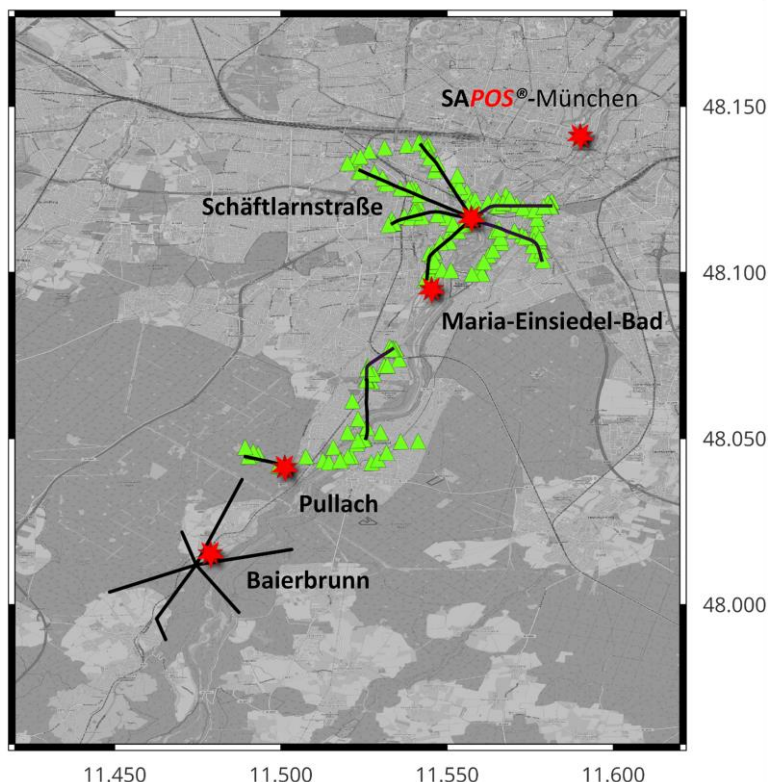 SAPOS®-München
48.150
Schäftlarnstraße
48.100
Maria-Einsiedel-Bad
48.050
Pullach
Baierbrunn
48.000
11.450 11.500 11.550 11.600